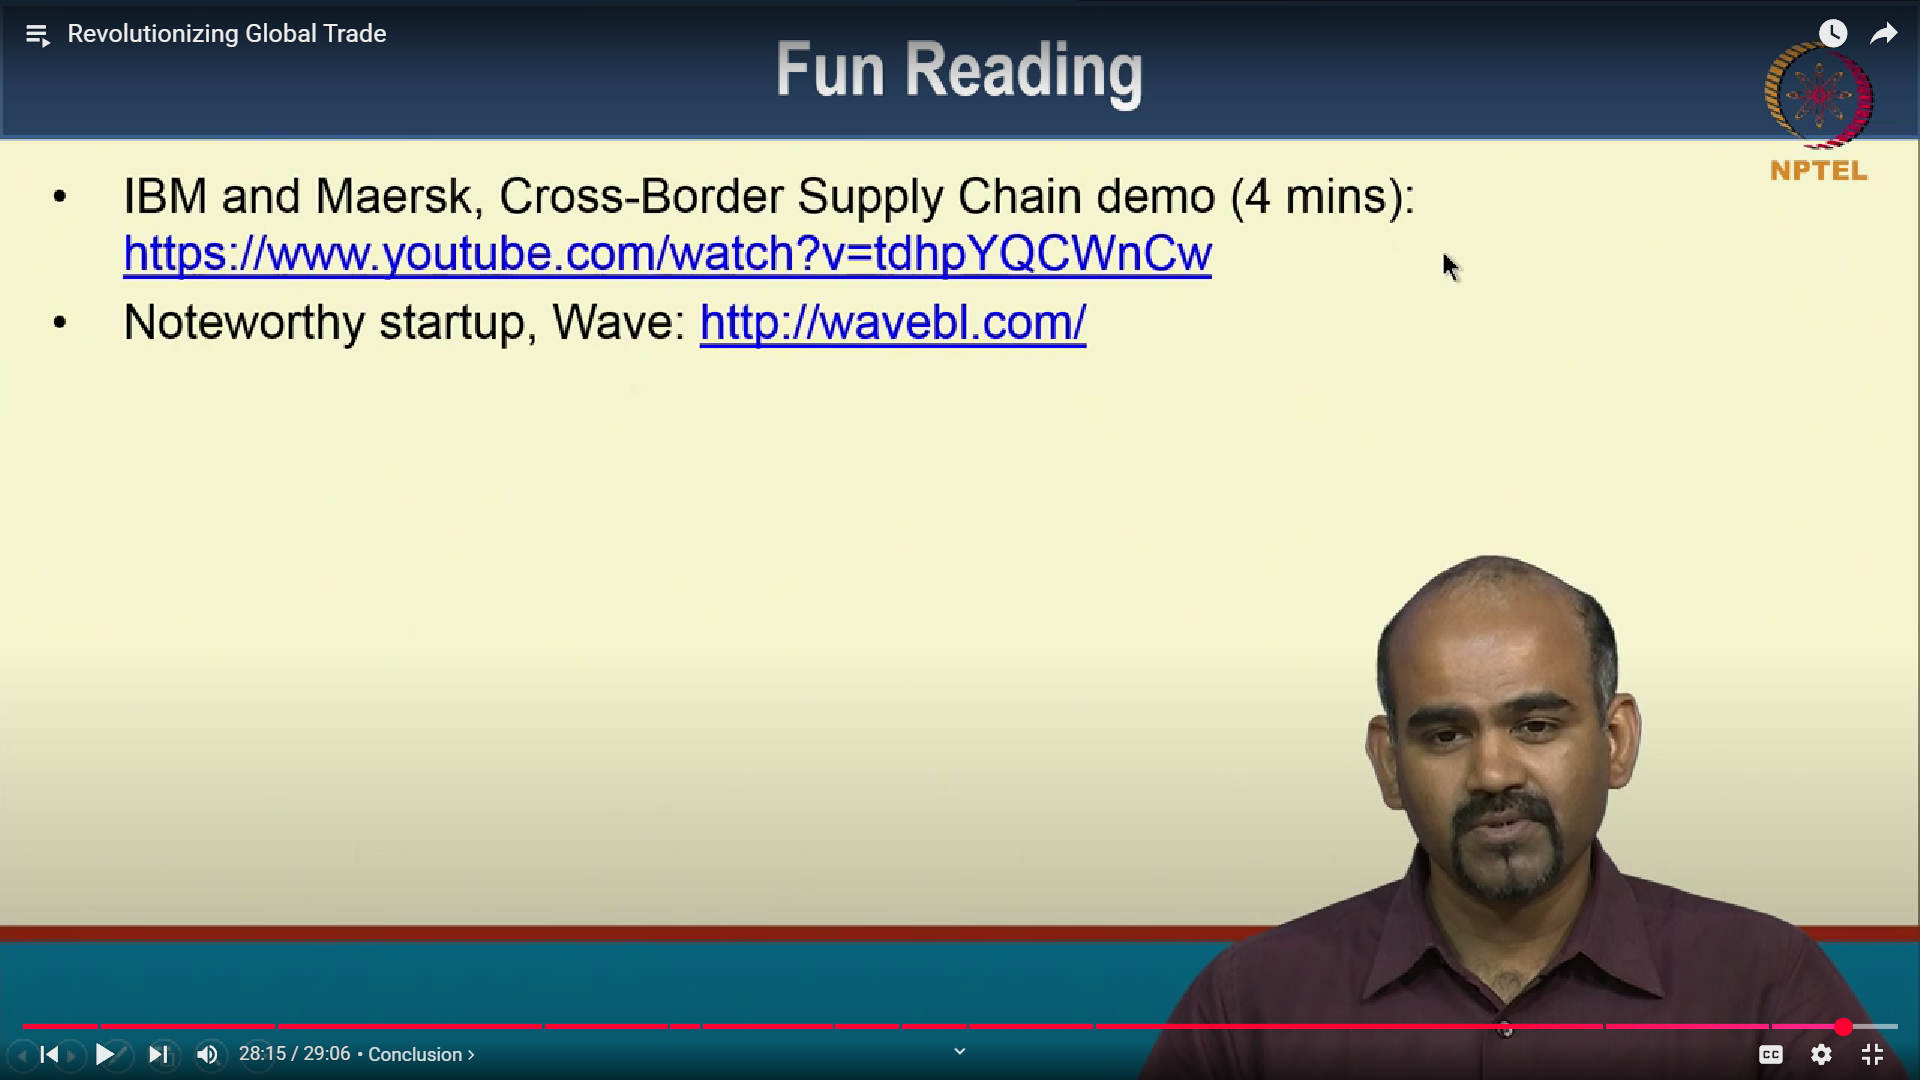 Revolutionizing Global Trade
Fun Reading
NPTEL
• IBM and Maersk, Cross-Border Supply Chain demo (4 mins):
https://www.youtube.com/watch?v=tdhpYQCWnCw
• Noteworthy startup, Wave: http://wavebl.com/
28:15 / 29:06 • Conclusion ›
CC